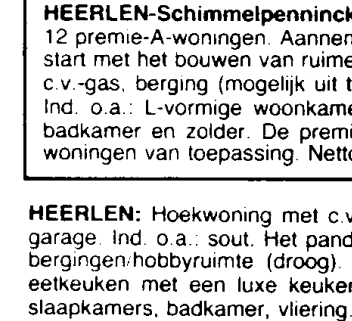 HEERLEN-Schimmelpenninck
12 premie-A-woningen. Aannem
start met het bouwen van ruime
c.v.-gas, berging (mogelijk uit t
Ind. o.a.: L-vormige woonkame
badkamer en zolder. De premi
woningen van toepassing. Netto
HEERLEN: Hoekwoning met c.v
garage. Ind. o.a.: sout. Het pand
bergingen/hobbyruimte (droog).
eetkeuken met een luxe keuken
slaapkamers, badkamer, vliering.